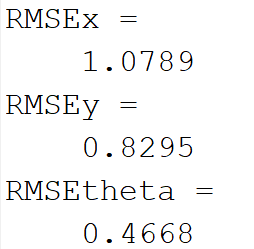 RMSEx =
1.0789
RMSEy =
0.8295
RMSEtheta =
0.4668